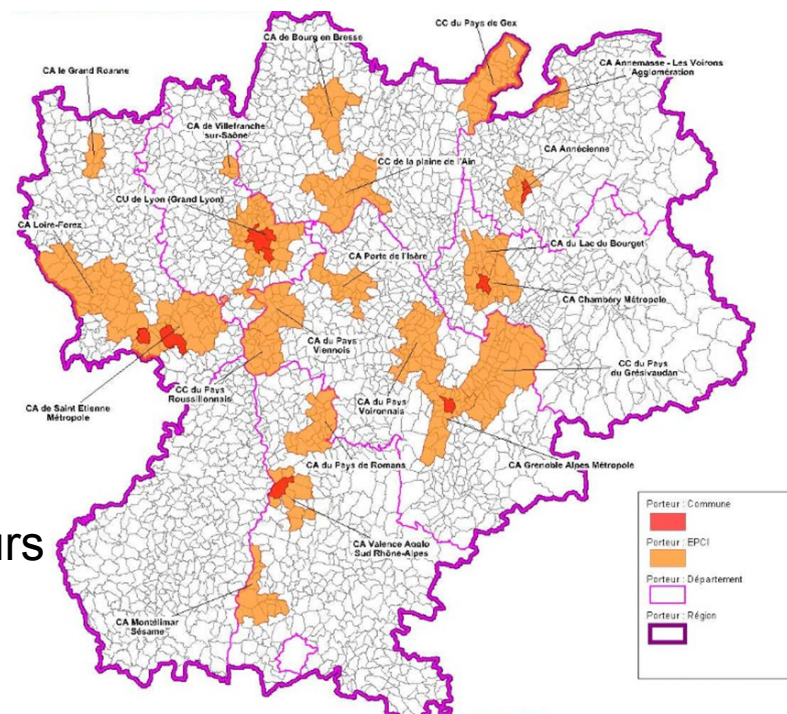 CC du Pays de Gex
CA de Bourg en Bresse
CA Annemasse - Les Voirons
Agglomération
CA le Grand Roanne
CA de Villefranche
sur-Saône
CA Annécienne
CC de la plaine de l'Ain
CU de Lyon (Grand Lyon)
CA Loire-Forez
CA du Lac du Bourget
CA Porte de l'Isère
CA Chambéry Métropole
CA du Pays
Viennois
CC du Pays
du Grésivaudan
CC du Pays
Roussillonnais
CA du Pays
Voironnais
CA de Saint Etienne
Métropole
CA du Pays de Romans
CA Grenoble Alpes Métropole
urs
CA Valence Agglo
Sud Rhône-Alpes
CA Montélimar
"Sésame"
Porteur : Commune
Porteur : EPCI
Porteur : Département
Porteur : Région